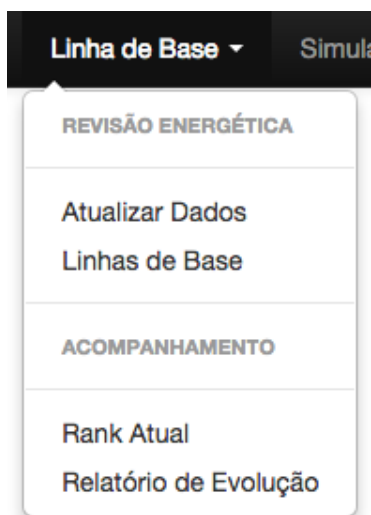 Linha de Base Simula
REVISÃO ENERGÉTICA
Atualizar Dados
Linhas de Base
ACOMPANHAMENTO
Rank Atual
Relatório de Evolução